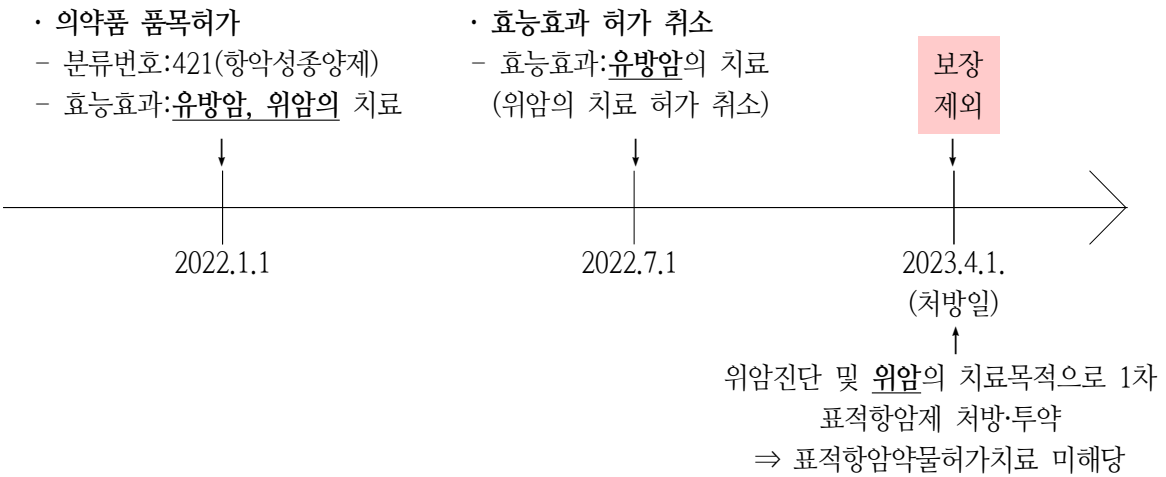 · 의약품 품목허가
- 분류번호:421(항악성종양제)
- 효능효과:유방암, 위암의 치료
· 효능효과 허가 취소
- 효능효과:유방암의 치료
(위암의 치료 허가 취소)
보장
제외
2022.1.1
2022.7.1
2023.4.1.
(처방일)
위암진단 및 위암의 치료목적으로 1차
표적항암제 처방·투약
⇒ 표적항암약물허가치료 미해당